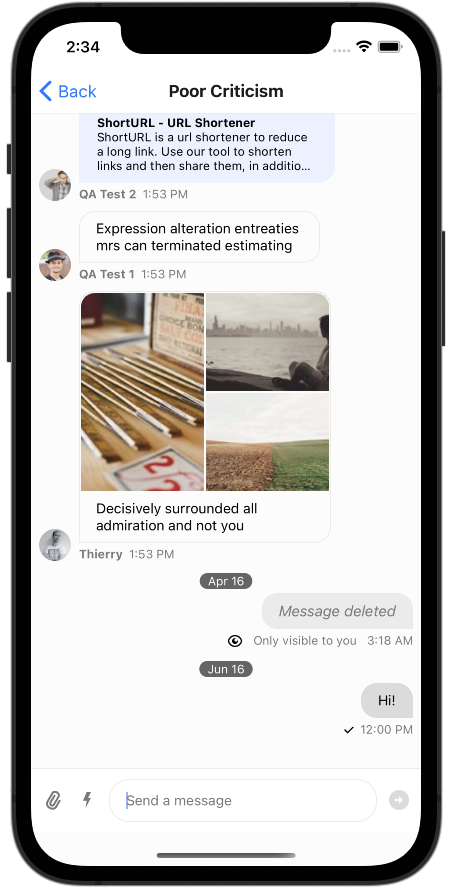 2:34
Back
Poor Criticism
ShortURL - URL Shortener
ShortURL is a url shortener to reduce
a long link. Use our tool to shorten
links and then share them, in additio...
QA Test 2 1:53 PM
Expression alteration entreaties
mrs can terminated estimating
QA Test 1 1:53 PM
Decisively surrounded all
admiration and not you
Thierry 1:53 PM
Apr 16
Message deleted
Only visible to you 3:18 AM
Jun 16
Hi!
12:00 PM
Send a message